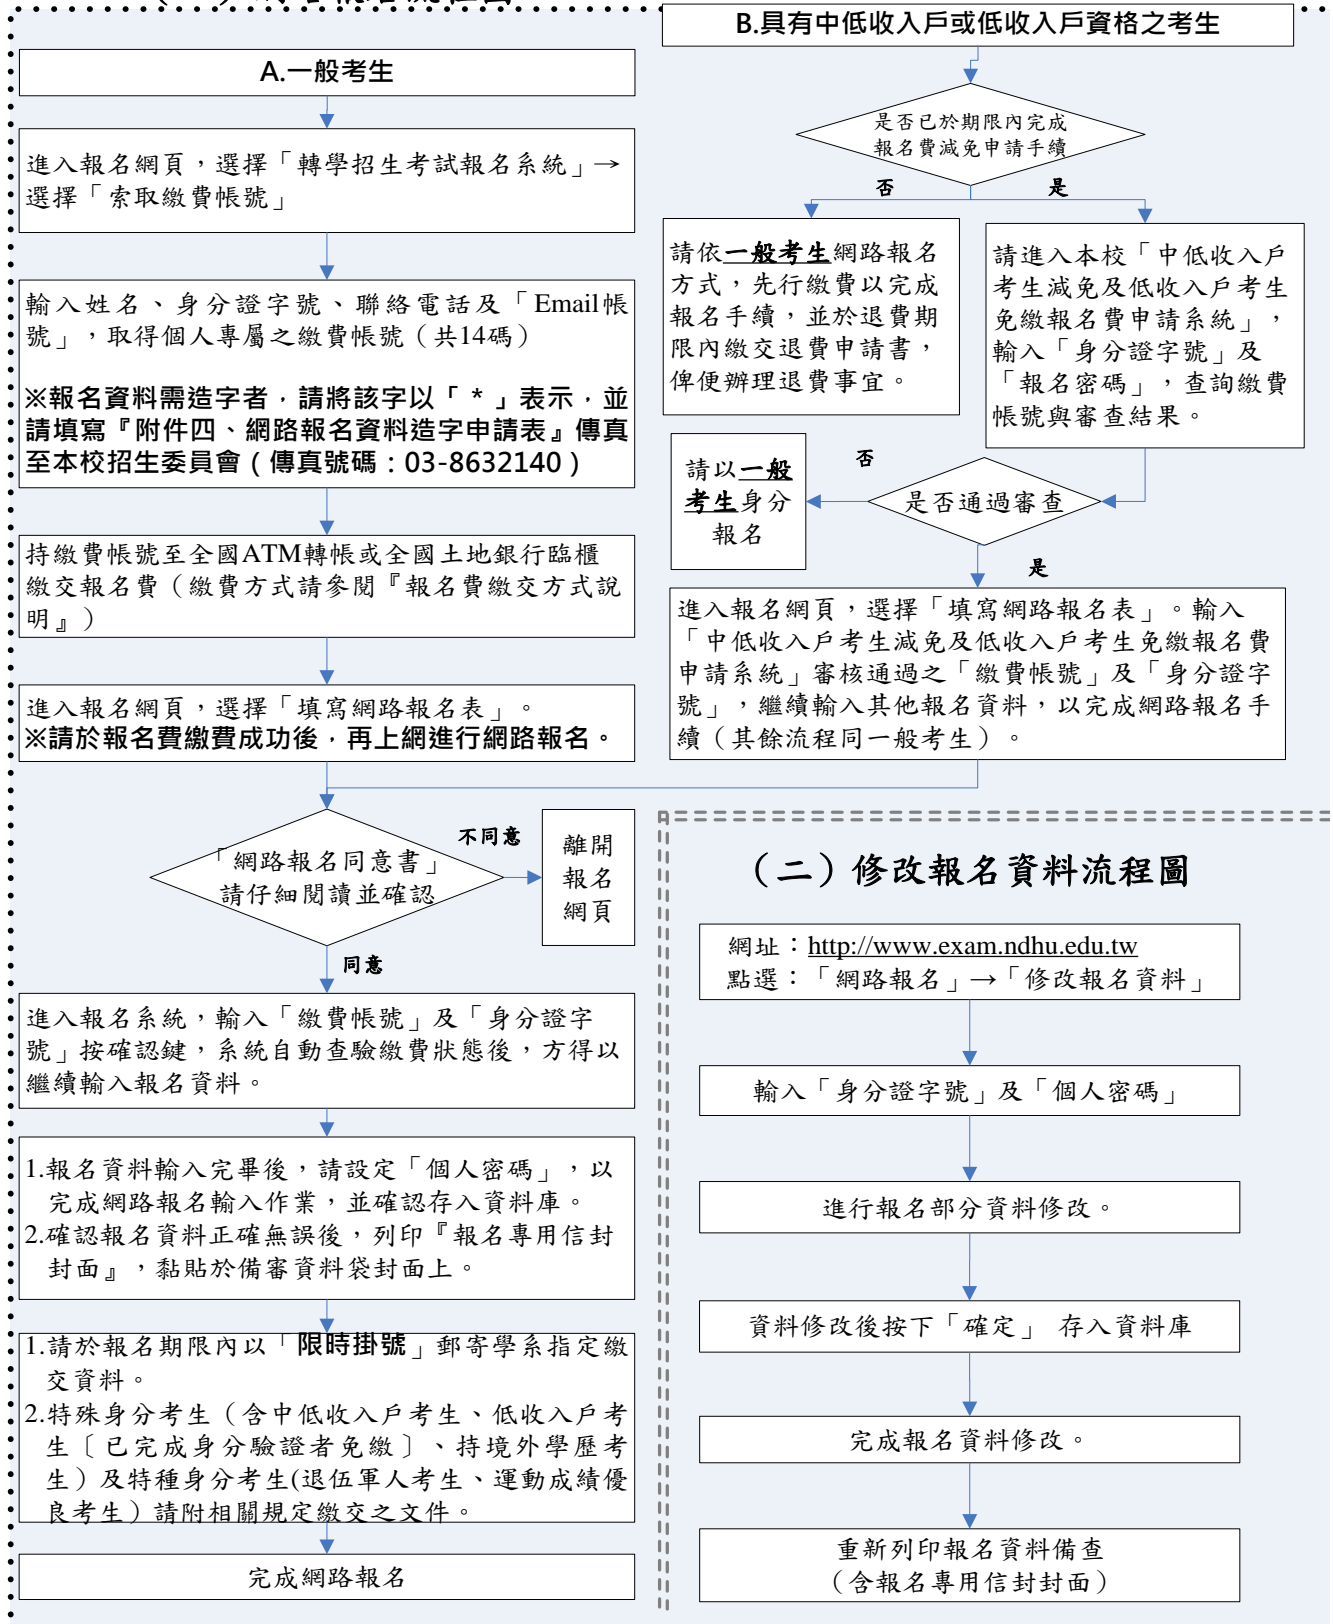 A.一般考生
進入報名網頁，選擇「轉學招生考試報名系統」→
選擇「索取繳費帳號」
輸入姓名、身分證字號、聯絡電話及「Email帳
號」，取得個人專屬之繳費帳號（共14碼）
※報名資料需造字者，請將該字以「 * 」表示，並
請填寫『附件四、網路報名資料造字申請表』傳真
至本校招生委員會（傳真號碼：03-8632140）
持繳費帳號至全國ATM轉帳或全國土地銀行臨櫃
繳交報名費（繳費方式請參閱『報名費繳交方式說
明』）
進入報名網頁，選擇「填寫網路報名表」。
※請於報名費繳費成功後，再上網進行網路報名。
「網路報名同意書」
請仔細閱讀並確認
不同意
離開
報名
網頁
同意
進入報名系統，輸入「繳費帳號」及「身分證字
號」按確認鍵，系統自動查驗繳費狀態後，方得以
繼續輸入報名資料。
1.報名資料輸入完畢後，請設定「個人密碼」，以
完成網路報名輸入作業，並確認存入資料庫。
2.確認報名資料正確無誤後，列印『報名專用信封
封面』，黏貼於備審資料袋封面上。
1.請於報名期限內以「限時掛號」郵寄學系指定繳
交資料。
2.特殊身分考生（含中低收入戶考生、低收入戶考
生〔已完成身分驗證者免繳〕、持境外學歷考
生）及特種身分考生(退伍軍人考生、運動成績優
良考生）請附相關規定繳交之文件。
完成網路報名
B.具有中低收入戶或低收入戶資格之考生
是否已於期限內完成
報名費減免申請手續
否
是
請依一般考生網路報名
方式，先行繳費以完成
報名手續，並於退費期
限內繳交退費申請書，
俾便辦理退費事宜。
請進入本校「中低收入戶
考生減免及低收入戶考生
免繳報名費申請系統」，
輸入「身分證字號」及
「報名密碼」，查詢繳費
帳號與審查結果。
是否通過審查
否
請以一般
考生身分
報名
是
進入報名網頁，選擇「填寫網路報名表」。輸入
「中低收入戶考生減免及低收入戶考生免繳報名費
申請系統」審核通過之「繳費帳號」及「身分證字
號」，繼續輸入其他報名資料，以完成網路報名手
續（其餘流程同一般考生）。
（二）修改報名資料流程圖
網址：http://www.exam.ndhu.edu.tw
點選：「網路報名」→「修改報名資料」
輸入「身分證字號」及「個人密碼」
進行報名部分資料修改。
資料修改後按下「確定」 存入資料庫
完成報名資料修改。
重新列印報名資料備查
（含報名專用信封封面）